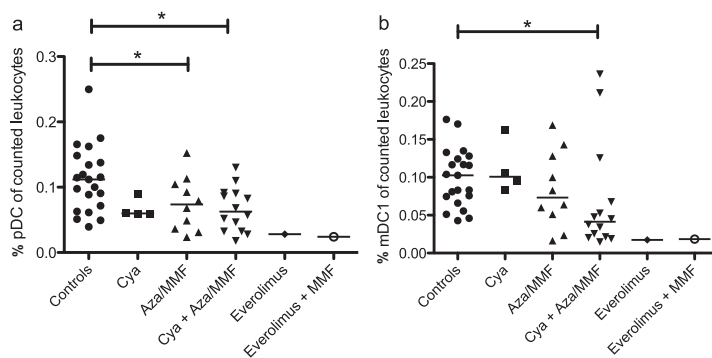 a
*
*
% pDC of counted leukocytes
0.3
0.2
0.1
0.0
Controls
Cya
Aza/MMF
Cya + Aza/MMF
Everolimus
Everolimus + MMF
b
*
% mDC1 of counted leukocytes
0.25
0.20
0.15
0.10
0.05
0.00
Controls
Cya
Aza/MMF
Cya + Aza/MMF
Everolimus
Everolimus + MMF